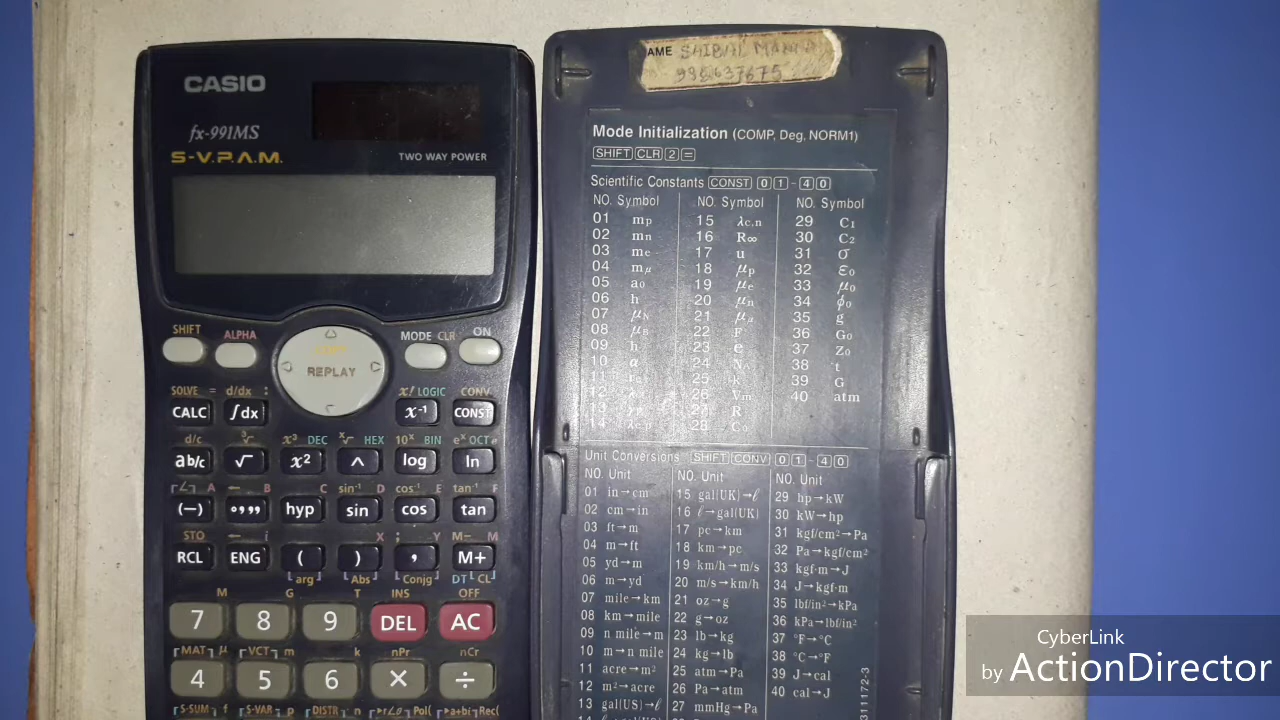 CASIO
fx-991MS
S-V.P.A.M.
TWO WAY POWER
SHIFT ALPHA MODE CLR ON
REPLAY
SOLVE = d/dx : x! LOGIC CONV
CALC ∫dx x⁻¹ CONST
d/c ³√ x³ DEC ˣ√ HEX 10ˣ BIN eˣ OCT e
ab/c √ x² ^ log ln
A ← B C sin⁻¹ D cos⁻¹ E tan⁻¹ F
(−) °,,, hyp sin cos tan
STO ← i X ; Y M− M
RCL ENG ( ) , M+
arg Abs Conjg DT CL
M G T INS OFF
7 8 9 DEL AC
MAT μ VCT m k nPr nCr
4 5 6 × ÷
S-SUM f S-VAR p DISTR n ▸r∠θ Pol( ▸a+bi Rec(
AME
Mode Initialization (COMP, Deg, NORM1)
SHIFT CLR 2 =
Scientific Constants CONST 0 1 - 4 0
NO. Symbol NO. Symbol NO. Symbol
01 mp 15 λc,n 29 C₁
02 mn 16 R∞ 30 C₂
03 me 17 u 31 σ
04 mμ 18 μp 32 ε₀
05 a₀ 19 μe 33 μ₀
06 h 20 μn 34 φ₀
07 μN 21 μμ 35 g
08 μB 22 F 36 G₀
09 ħ 23 e 37 Z₀
10 α 24 N 38 t
25 k 39 G
26 Vm 40 atm
27 R
14 λc,p 28 C₀
Unit Conversions SHIFT CONV 0 1 - 4 0
NO. Unit NO. Unit NO. Unit
01 in→cm 15 gal(UK)→ℓ 29 hp→kW
02 cm→in 16 ℓ→gal(UK) 30 kW→hp
03 ft→m 17 pc→km 31 kgf/cm²→Pa
04 m→ft 18 km→pc 32 Pa→kgf/cm²
05 yd→m 19 km/h→m/s 33 kgf·m→J
06 m→yd 20 m/s→km/h 34 J→kgf·m
07 mile→km 21 oz→g 35 lbf/in²→kPa
08 km→mile 22 g→oz 36 kPa→lbf/in²
09 n mile→m 23 lb→kg 37 °F→°C
10 m→n mile 24 kg→lb 38 °C→°F
11 acre→m² 25 atm→Pa 39 J→cal
12 m²→acre 26 Pa→atm 40 cal→J
13 gal(US)→ℓ 27 mmHg→Pa
311172-3
CyberLink
by ActionDirector